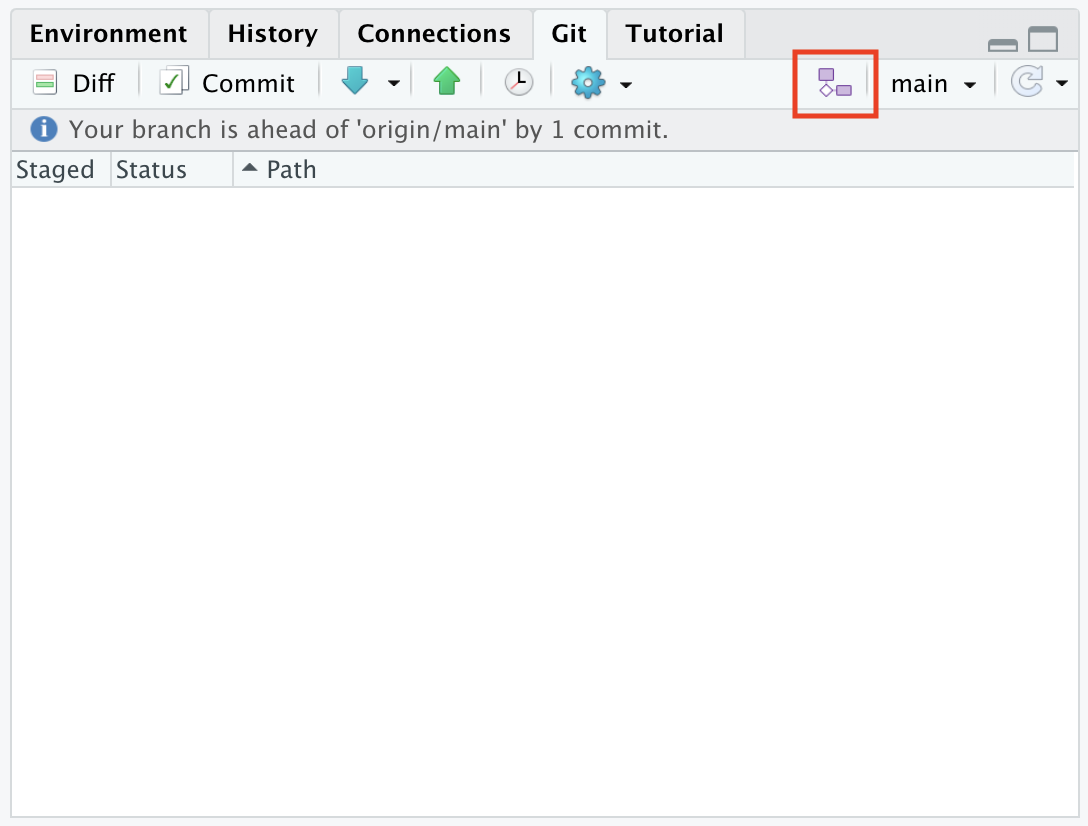 Environment History Connections Git Tutorial
Diff Commit main
Your branch is ahead of 'origin/main' by 1 commit.
Staged Status Path